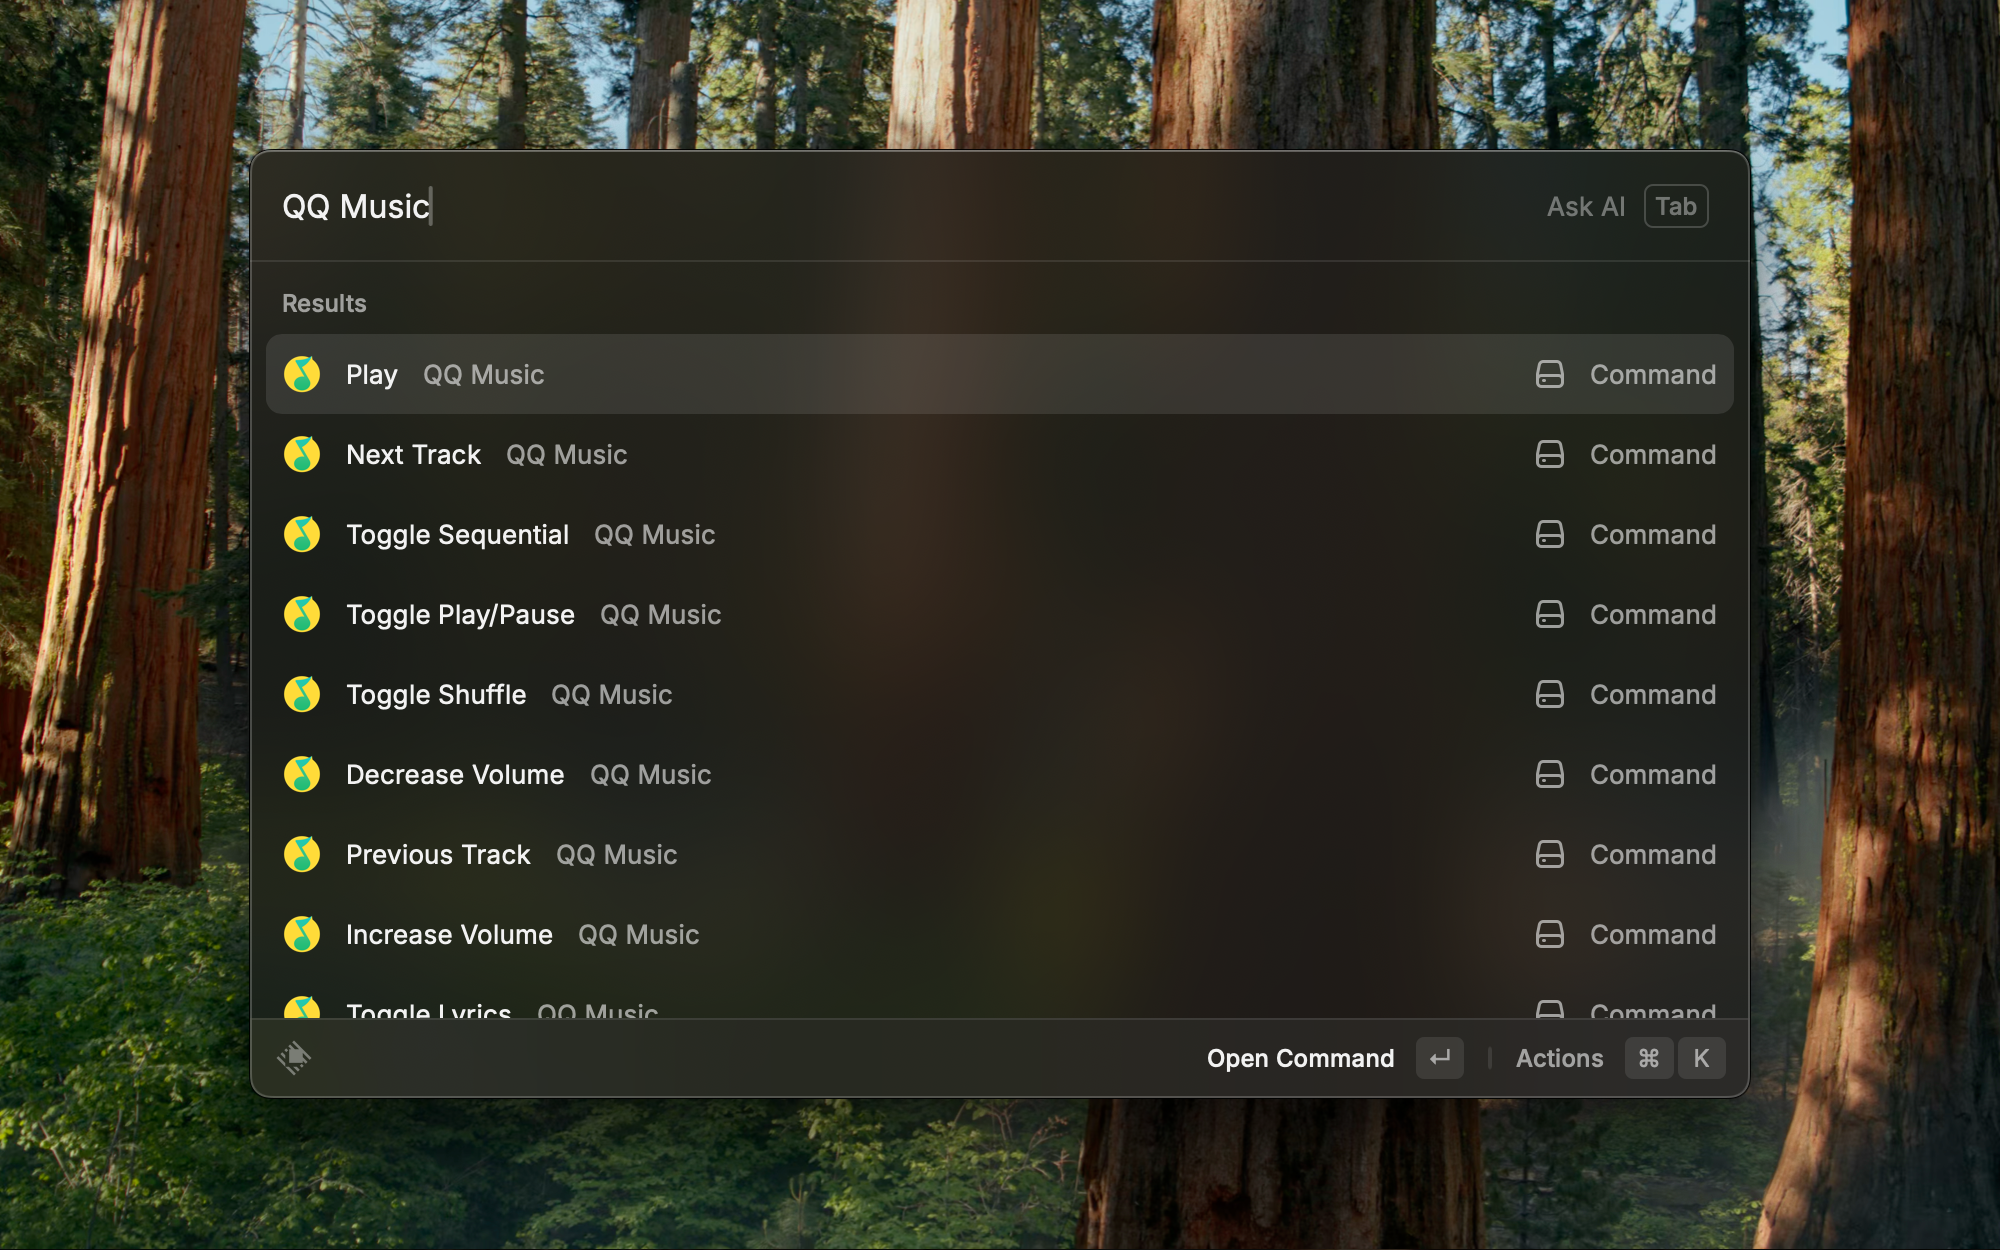 QQ Music
Ask AI Tab
Results
Play QQ Music Command
Next Track QQ Music Command
Toggle Sequential QQ Music Command
Toggle Play/Pause QQ Music Command
Toggle Shuffle QQ Music Command
Decrease Volume QQ Music Command
Previous Track QQ Music Command
Increase Volume QQ Music Command
Toggle Lyrics QQ Music Command
Open Command ↵ Actions ⌘ K